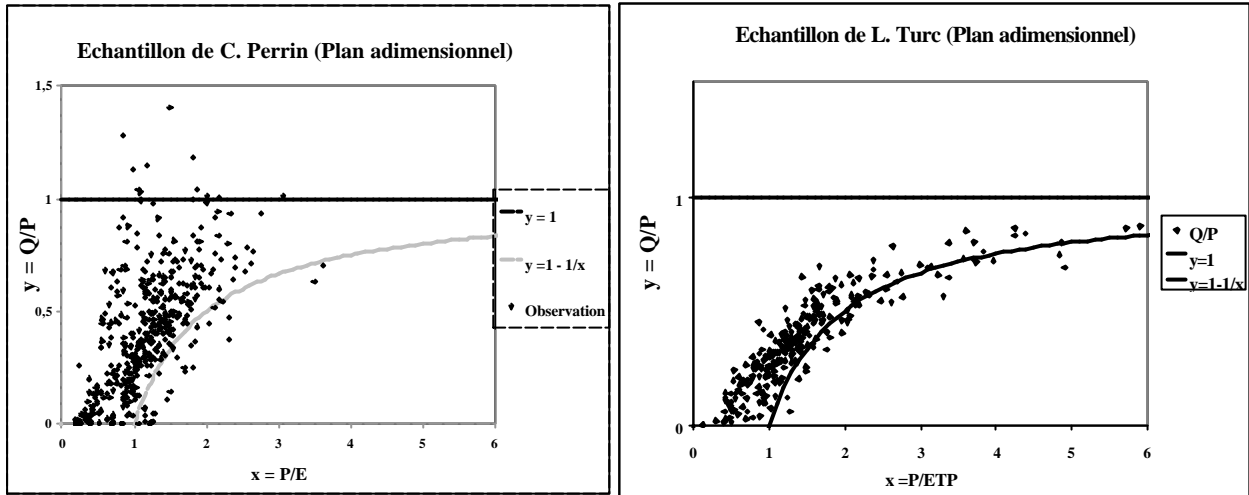 Echantillon de C. Perrin (Plan adimensionnel)
1,5
1
0,5
0
y = Q/P
0 1 2 3 4 5 6
x = P/E
y = 1
y=1 - 1/x
Observation
Echantillon de L. Turc (Plan adimensionnel)
1
0
y = Q/P
0 1 2 3 4 5 6
x =P/ETP
Q/P
y=1
y=1-1/x